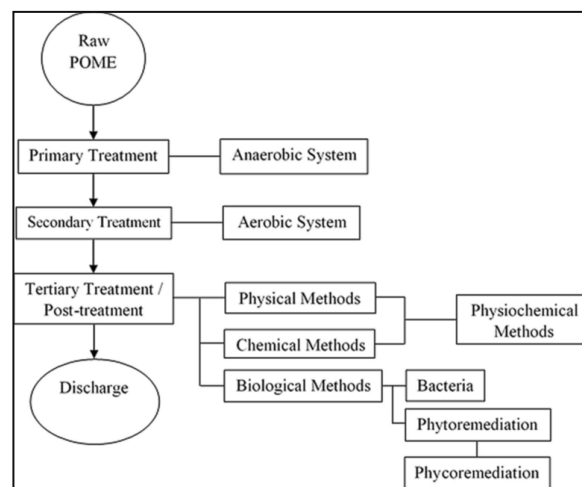 Raw
POME
Primary Treatment
Anaerobic System
Secondary Treatment
Aerobic System
Tertiary Treatment /
Post-treatment
Physical Methods
Physiochemical
Methods
Chemical Methods
Biological Methods
Bacteria
Discharge
Phytoremediation
Phycoremediation